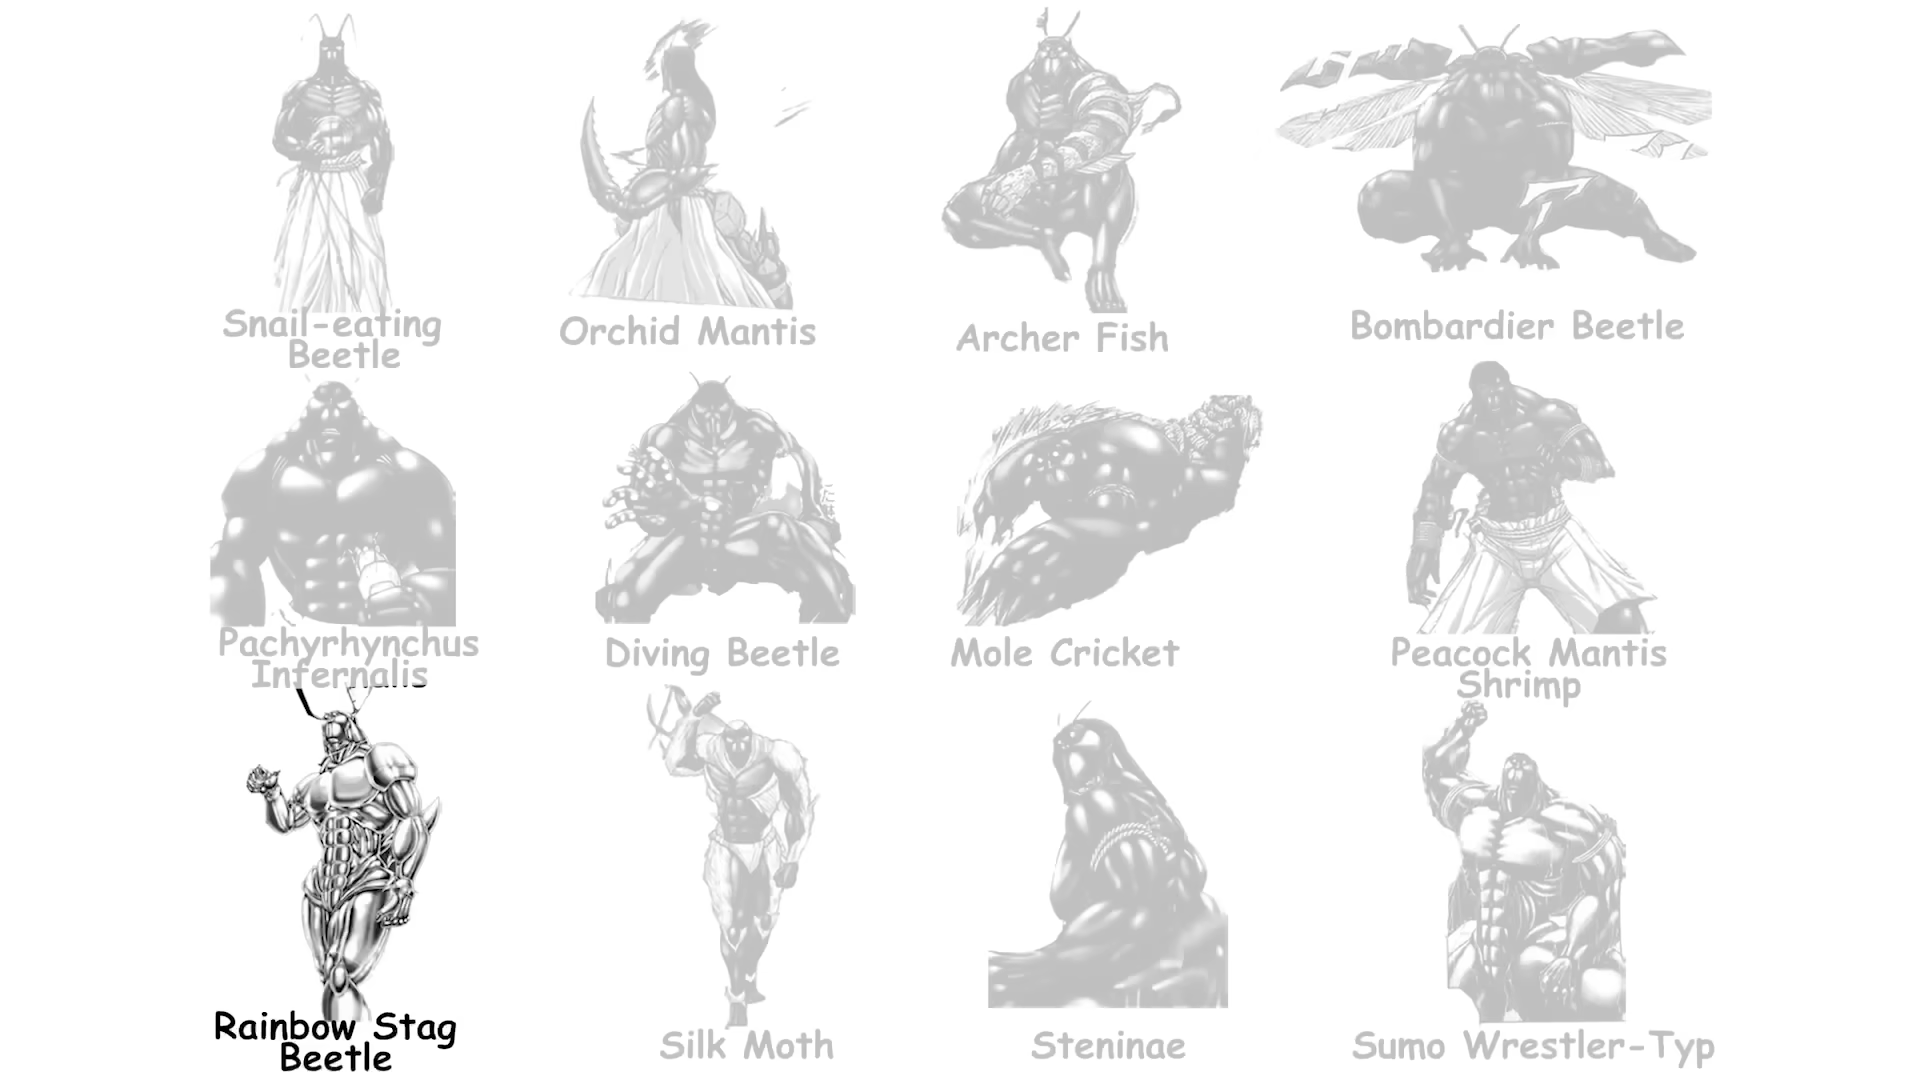 Snail-eating
Beetle
Orchid Mantis
Archer Fish
Bombardier Beetle
Pachyrhynchus
Infernalis
Diving Beetle
Mole Cricket
Peacock Mantis
Shrimp
Rainbow Stag
Beetle
Silk Moth
Steninae
Sumo Wrestler-Typ